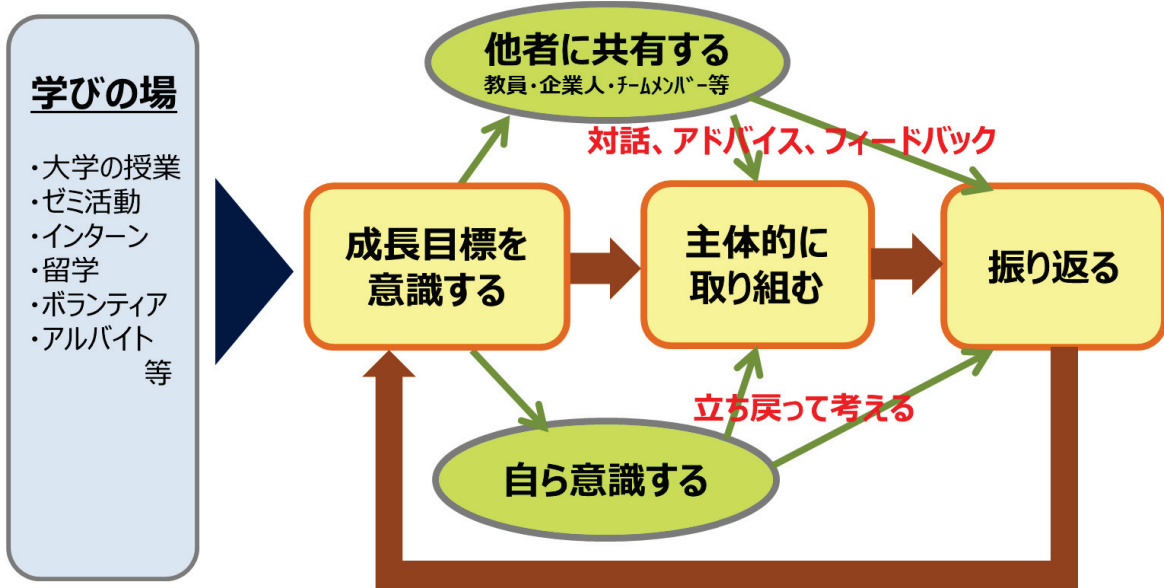 学びの場
・大学の授業
・ゼミ活動
・インターン
・留学
・ボランティア
・アルバイト
等
他者に共有する
教員・企業人・ﾁｰﾑﾒﾝﾊﾞｰ等
対話、アドバイス、フィードバック
成長目標を
意識する
主体的に
取り組む
振り返る
立ち戻って考える
自ら意識する